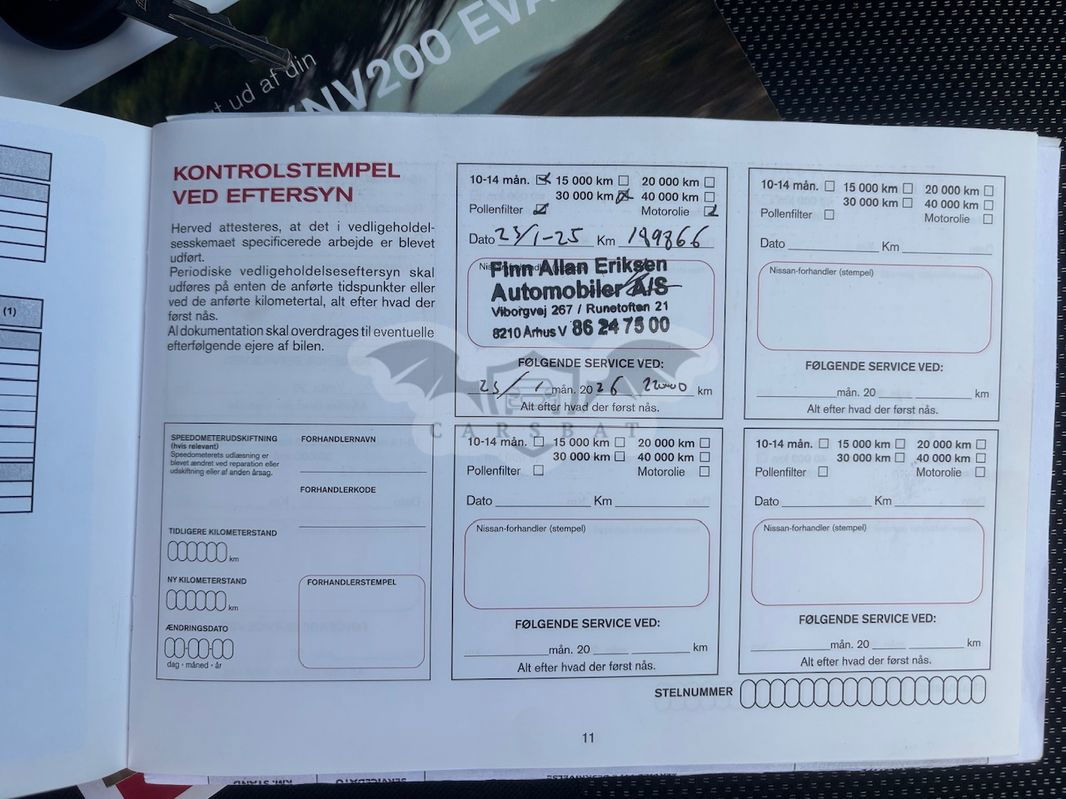 t ud af din
NV200 EVA
(1)
KONTROLSTEMPEL
VED EFTERSYN
Herved attesteres, at det i vedligeholdel-
sesskemaet specificerede arbejde er blevet
udført.
Periodiske vedligeholdelseseftersyn skal
udføres på enten de anførte tidspunkter eller
ved de anførte kilometertal, alt efter hvad der
først nås.
Al dokumentation skal overdrages til eventuelle
efterfølgende ejere af bilen.
SPEEDOMETERUDSKIFTNING
(hvis relevant)
Speedometerets udlæsning er
blevet ændret ved reparation eller
udskiftning eller af anden årsag.
TIDLIGERE KILOMETERSTAND
km
NY KILOMETERSTAND
km
ÆNDRINGSDATO
dag - måned - år
FORHANDLERNAVN
FORHANDLERKODE
FORHANDLERSTEMPEL
10-14 mån. 15 000 km 20 000 km
30 000 km 40 000 km
Pollenfilter Motorolie
Dato 23/1-25 Km 199866
Finn Allan Eriksen
Automobiler A/S
Viborgvej 267 / Runetoften 21
8210 Århus V 86 24 75 00
FØLGENDE SERVICE VED:
23/1 mån. 20 26 220000 km
Alt efter hvad der først nås.
CARSBAT
10-14 mån. 15 000 km 20 000 km
30 000 km 40 000 km
Pollenfilter Motorolie
Dato Km
Nissan-forhandler (stempel)
FØLGENDE SERVICE VED:
Alt efter hvad der først nås.
mån. 20 km
10-14 mån. 15 000 km 20 000 km
30 000 km 40 000 km
Pollenfilter Motorolie
Dato Km
Nissan-forhandler (stempel)
FØLGENDE SERVICE VED:
mån. 20 km
Alt efter hvad der først nås.
10-14 mån. 15 000 km 20 000 km
30 000 km 40 000 km
Pollenfilter Motorolie
Dato Km
Nissan-forhandler (stempel)
FØLGENDE SERVICE VED:
mån. 20 km
Alt efter hvad der først nås.
STELNUMMER
11